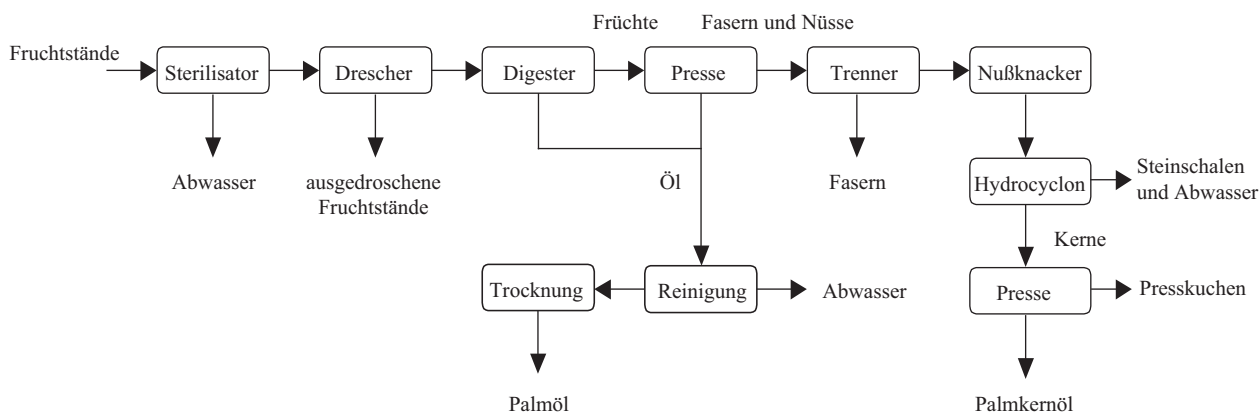 Früchte
Fasern und Nüsse
Fruchtstände
Sterilisator
Drescher
Digester
Presse
Trenner
Nußknacker
Abwasser
ausgedroschene
Fruchtstände
Öl
Fasern
Hydrocyclon
Steinschalen
und Abwasser
Kerne
Trocknung
Reinigung
Abwasser
Presse
Presskuchen
Palmöl
Palmkernöl